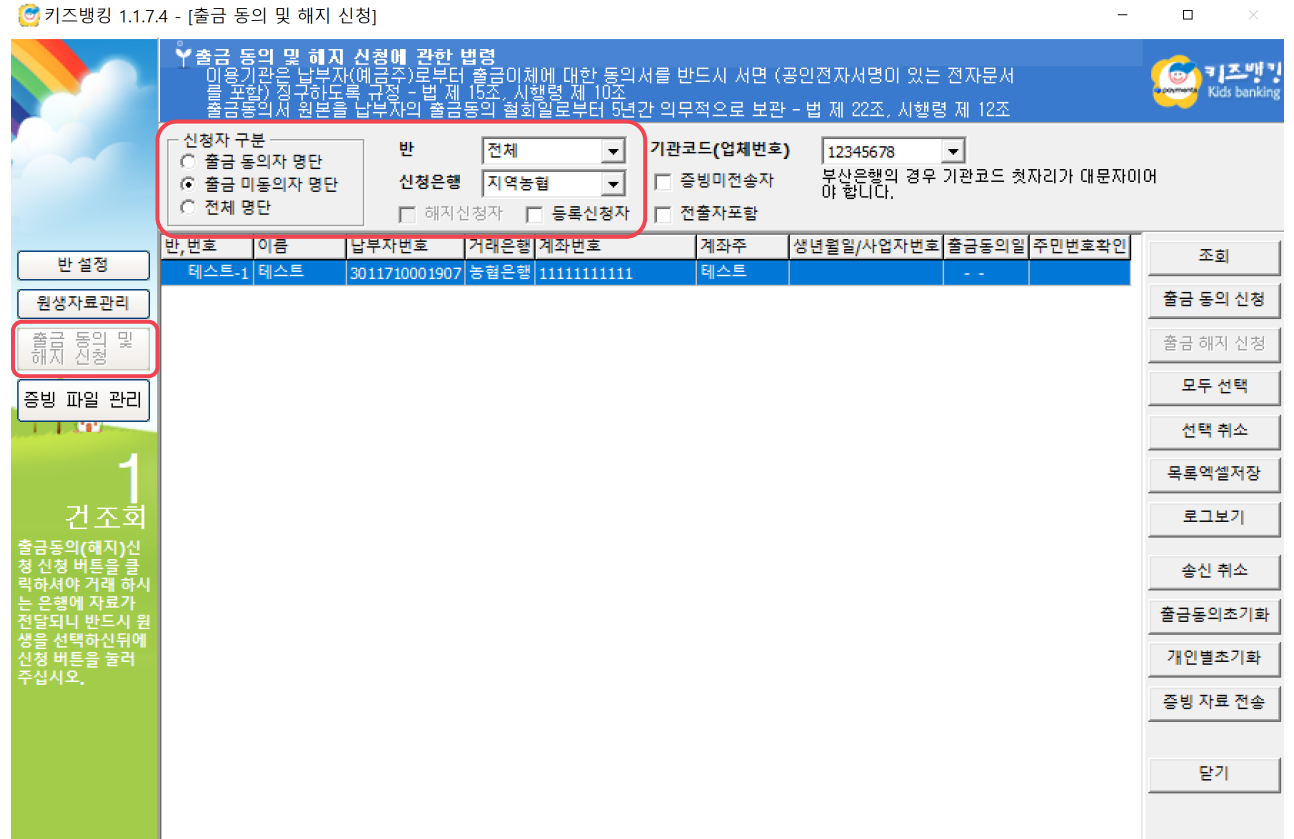 키즈뱅킹 1.1.7.4 - [출금 동의 및 해지 신청]
출금 동의 및 해지 신청에 관한 법령
이용기관은 납부자(예금주)로부터 출금이체에 대한 동의서를 반드시 서면 (공인전자서명이 있는 전자문서
를 포함) 징구하도록 규정 - 법 제 15조, 시행령 제 10조
출금동의서 원본을 납부자의 출금동의 철회일로부터 5년간 의무적으로 보관 - 법 제 22조, 시행령 제 12조
payments
키즈뱅킹
Kids banking
신청자 구분
출금 동의자 명단
출금 미동의자 명단
전체 명단
반
전체
신청은행
지역농협
해지신청자
등록신청자
기관코드(업체번호)
12345678
증빙미전송자
전출자포함
부산은행의 경우 기관코드 첫자리가 대문자이어
야 합니다.
반 설정
원생자료관리
출금 동의 및
해지 신청
증빙 파일 관리
1
건조회
출금동의(해지)신
청 신청 버튼을 클
릭하셔야 거래 하시
는 은행에 자료가
전달되니 반드시 원
생을 선택하신뒤에
신청 버튼을 눌러
주십시오.
반,번호 이름 납부자번호 거래은행 계좌번호 계좌주 생년월일/사업자번호 출금동의일 주민번호확인
테스트-1 테스트 3011710001907 농협은행 11111111111 테스트 - -
조회
출금 동의 신청
출금 해지 신청
모두 선택
선택 취소
목록엑셀저장
로그보기
송신 취소
출금동의초기화
개인별초기화
증빙 자료 전송
닫기